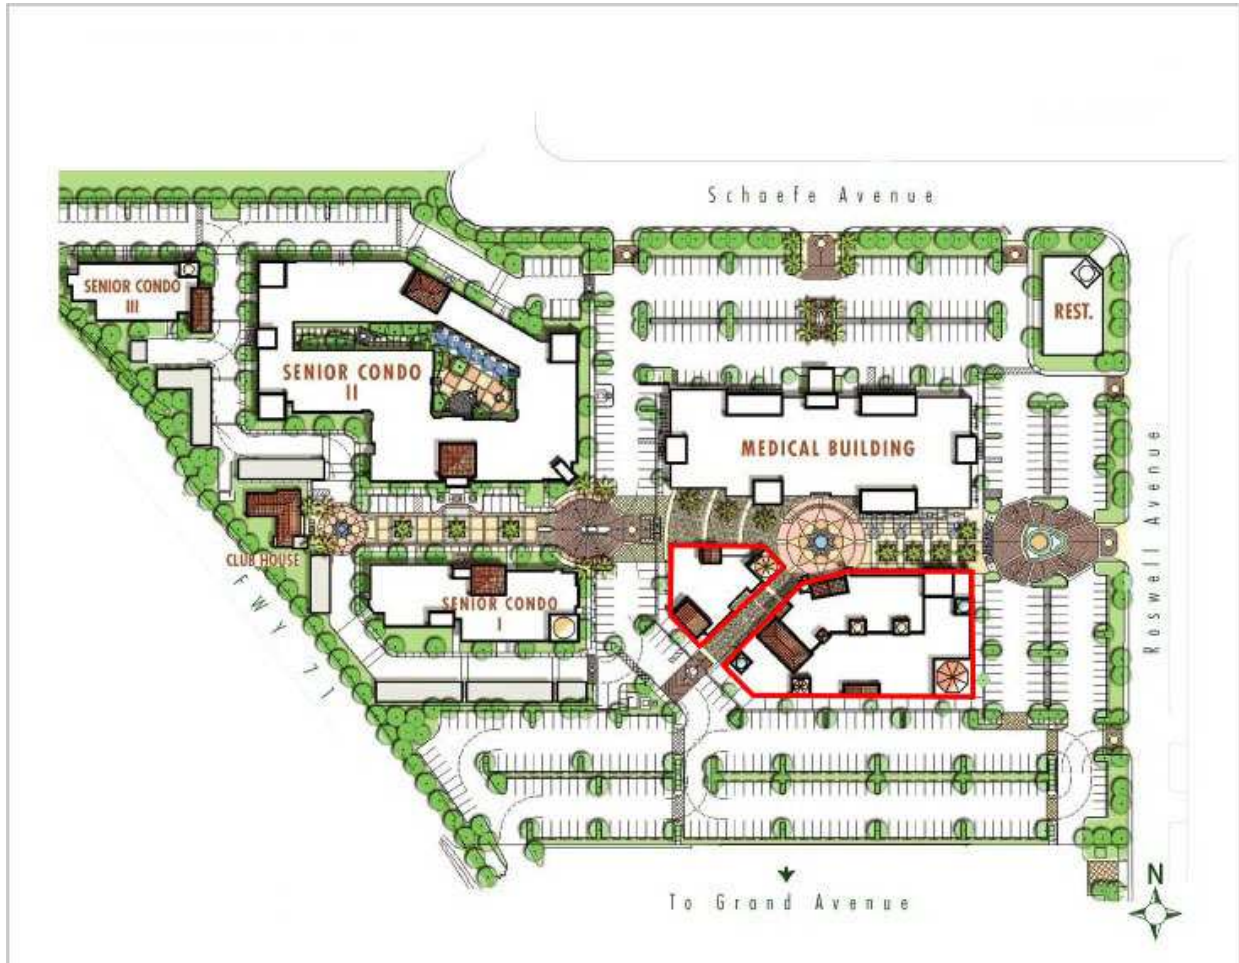 Schaefe Avenue
SENIOR CONDO
III
REST.
SENIOR CONDO
II
MEDICAL BUILDING
Roswell Avenue
CLUB HOUSE
SENIOR CONDO
I
FWY 71
N
To Grand Avenue